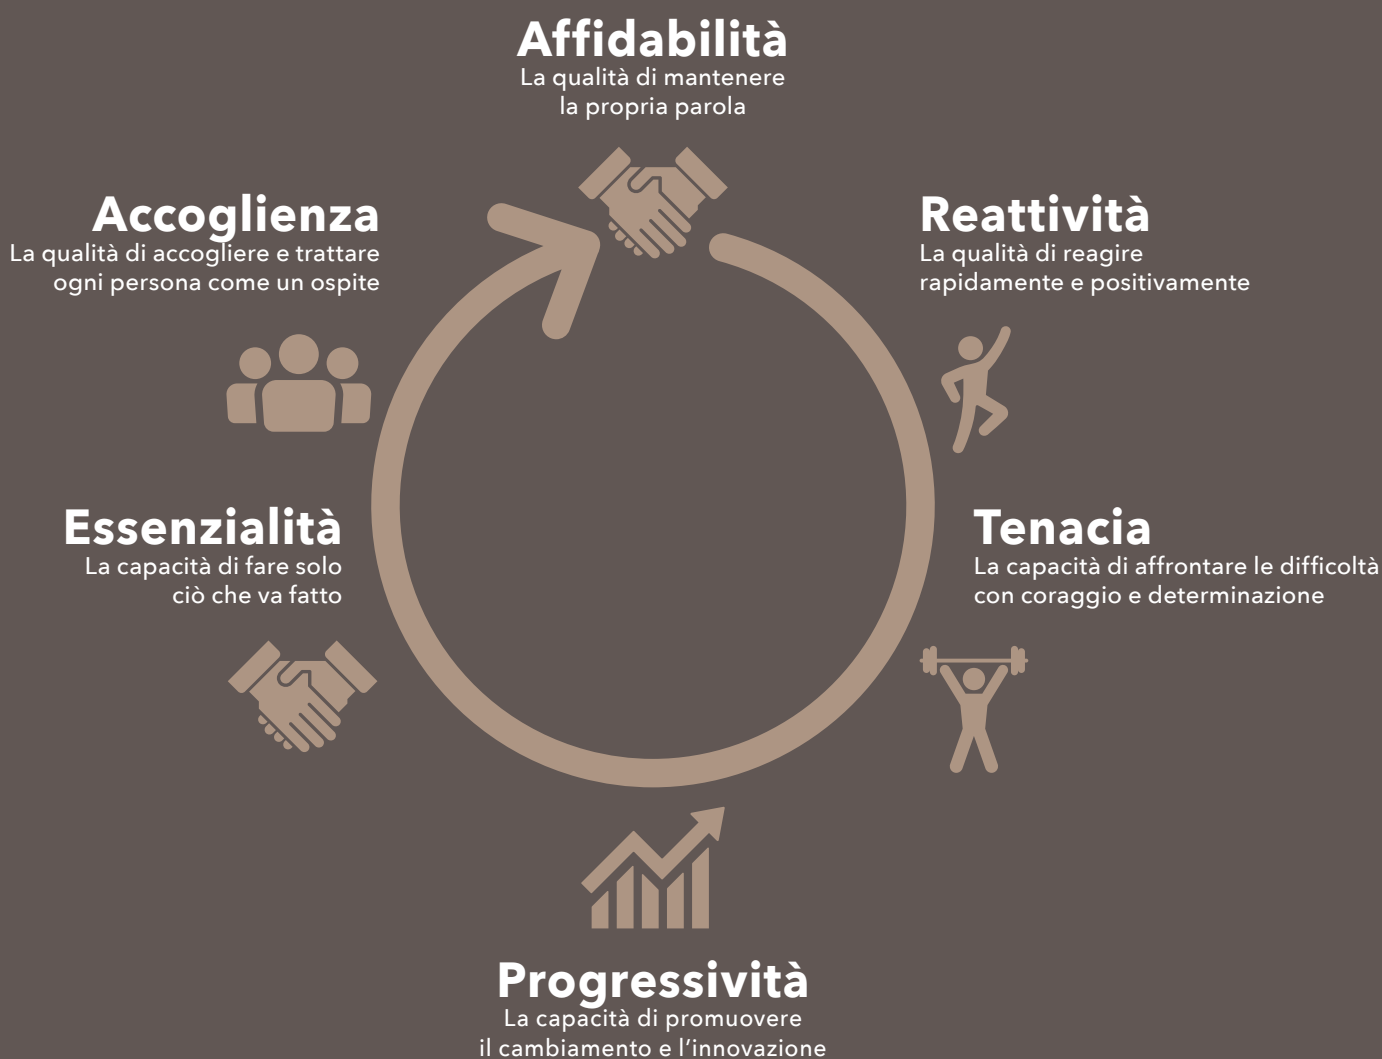 Affidabilità
La qualità di mantenere
la propria parola
Reattività
La qualità di reagire
rapidamente e positivamente
Tenacia
La capacità di affrontare le difficoltà
con coraggio e determinazione
Progressività
La capacità di promuovere
il cambiamento e l’innovazione
Essenzialità
La capacità di fare solo
ciò che va fatto
Accoglienza
La qualità di accogliere e trattare
ogni persona come un ospite